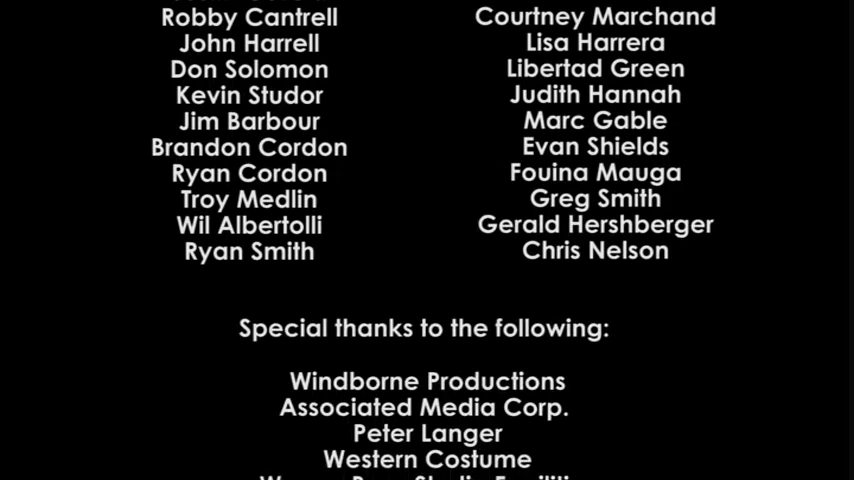 Robby Cantrell
John Harrell
Don Solomon
Kevin Studor
Jim Barbour
Brandon Cordon
Ryan Cordon
Troy Medlin
Wil Albertolli
Ryan Smith
Courtney Marchand
Lisa Harrera
Libertad Green
Judith Hannah
Marc Gable
Evan Shields
Fouina Mauga
Greg Smith
Gerald Hershberger
Chris Nelson
Special thanks to the following:
Windborne Productions
Associated Media Corp.
Peter Langer
Western Costume